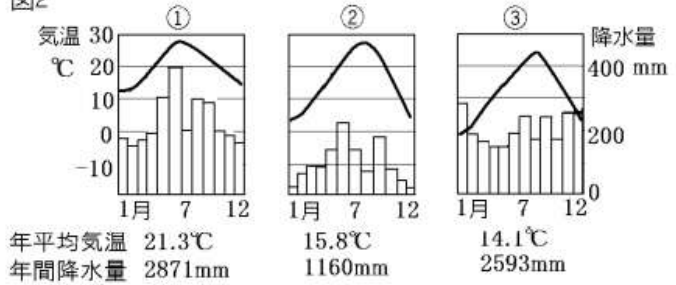 図2
① ② ③
気温 30 降水量
℃ 20 400 mm
10
0 200
-10
0
1月 7 12 1月 7 12 1月 7 12
年平均気温 21.3℃ 15.8℃ 14.1℃
年間降水量 2871mm 1160mm 2593mm